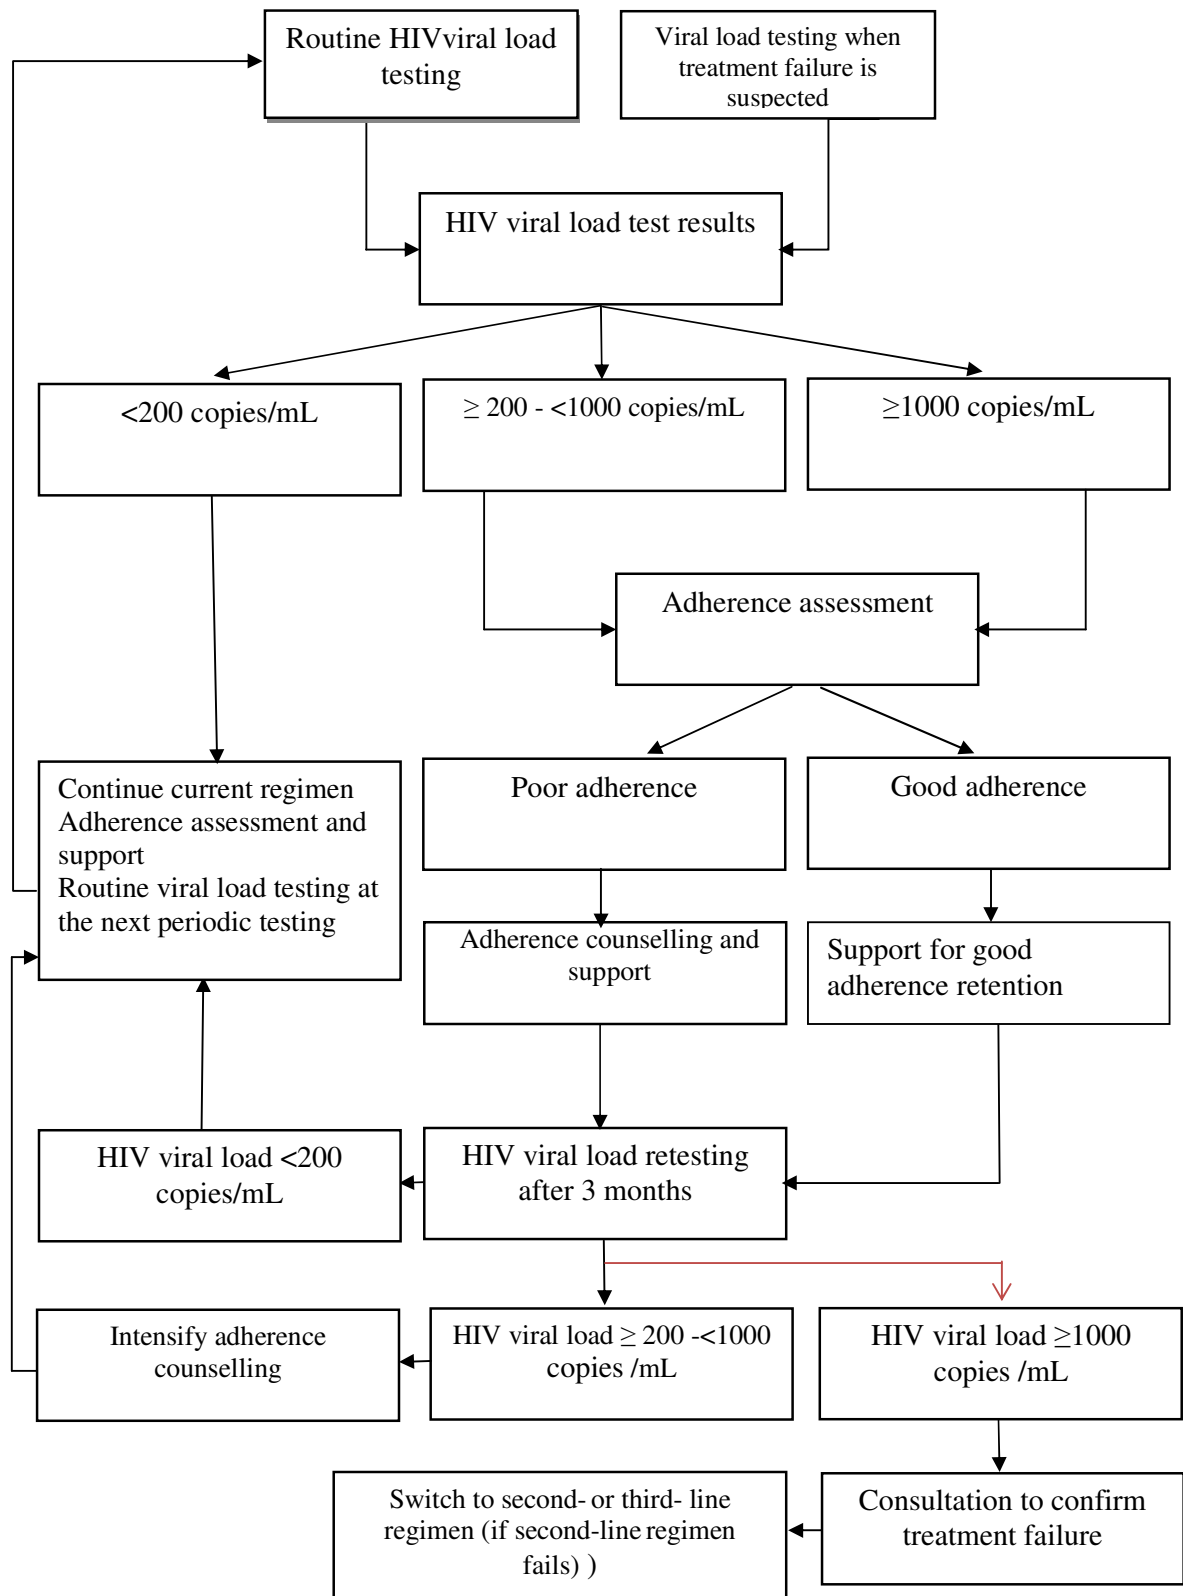 Routine HIVviral load
testing
Viral load testing when
treatment failure is
suspected
HIV viral load test results
<200 copies/mL
≥ 200 - <1000 copies/mL
≥1000 copies/mL
Adherence assessment
Poor adherence
Good adherence
Continue current regimen
Adherence assessment and
support
Routine viral load testing at
the next periodic testing
Adherence counselling and
support
Support for good
adherence retention
HIV viral load <200
copies/mL
HIV viral load retesting
after 3 months
Intensify adherence
counselling
HIV viral load ≥ 200 -<1000
copies /mL
HIV viral load ≥1000
copies /mL
Switch to second- or third- line
regimen (if second-line regimen
fails) )
Consultation to confirm
treatment failure